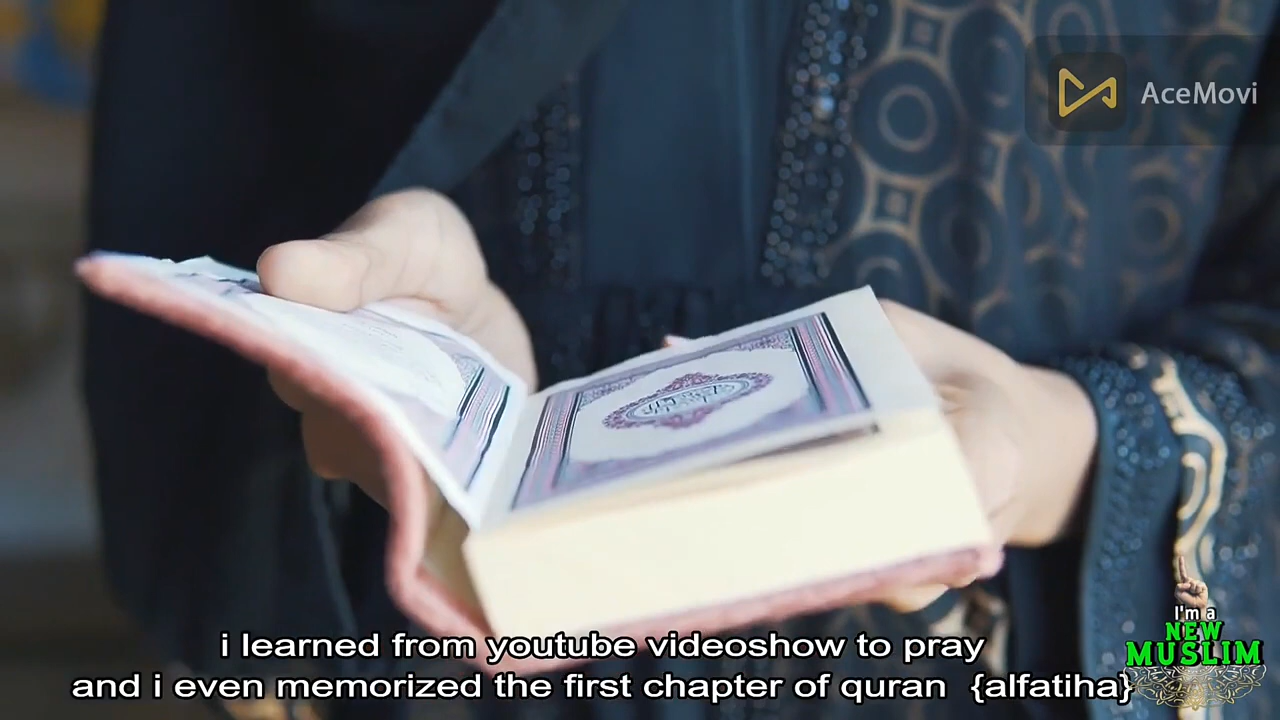 AceMovi
i learned from youtube videoshow to pray
and i even memorized the first chapter of quran {alfatiha}
I'm a
NEW
MUSLIM